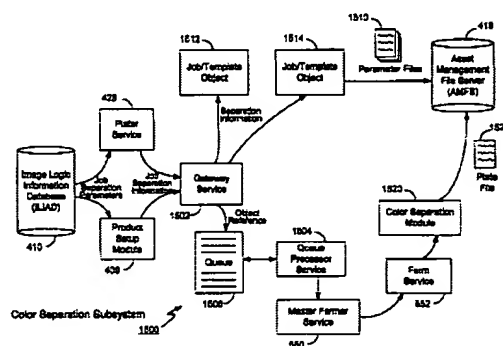 1512
Job/Template
Object
1514
Job/Template
Object
1510
Parameter Files
418
Asset
Management
File Server
(AMFS)
428
Plater
Service
Separation
Information
Image Logic
Information
Database
(ILIAD)
410
Job
Separation
Parameters
Job
Separation
Information
Gateway
Service
1502
Plate
File
1520
Color Separation
Module
Product
Setup
Module
408
Object
Reference
Queue
1506
1504
Queue
Processor
Service
Farm
Service
552
Master Farmer
Service
550
Color Separation Subsystem
1500